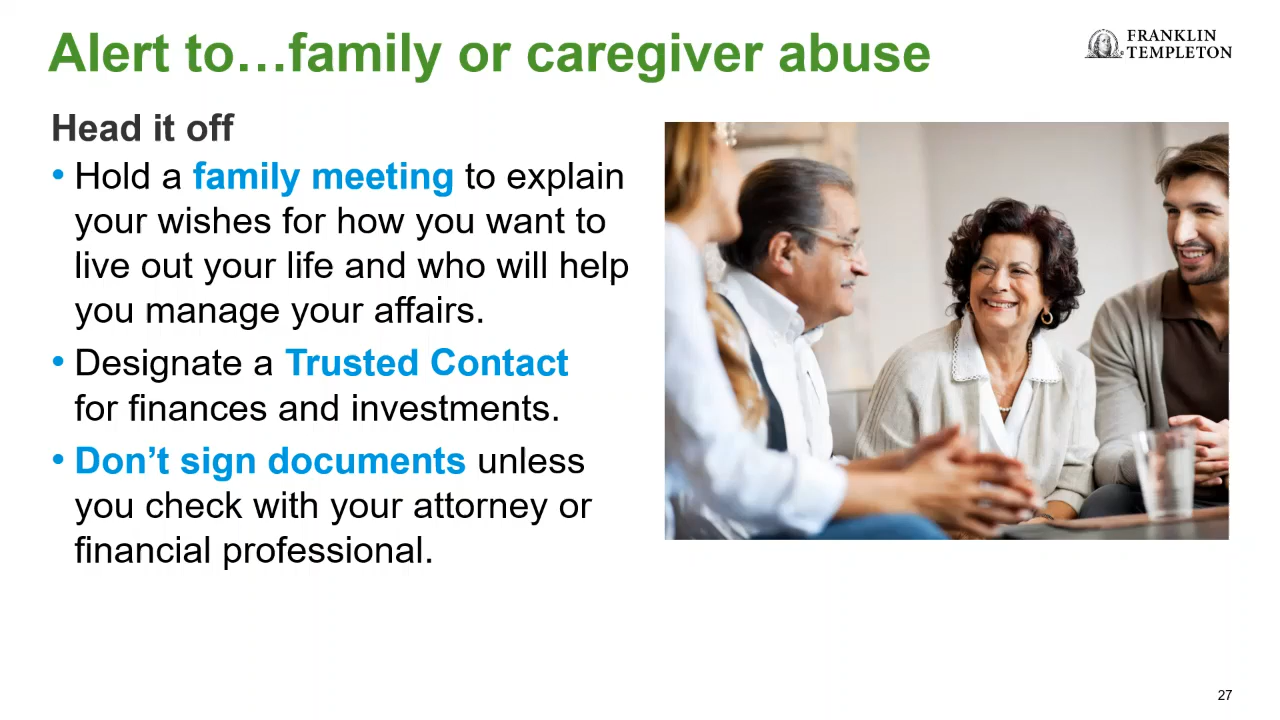 Alert to…family or caregiver abuse
FRANKLIN
TEMPLETON
Head it off
• Hold a family meeting to explain
your wishes for how you want to
live out your life and who will help
you manage your affairs.
• Designate a Trusted Contact
for finances and investments.
• Don’t sign documents unless
you check with your attorney or
financial professional.
27